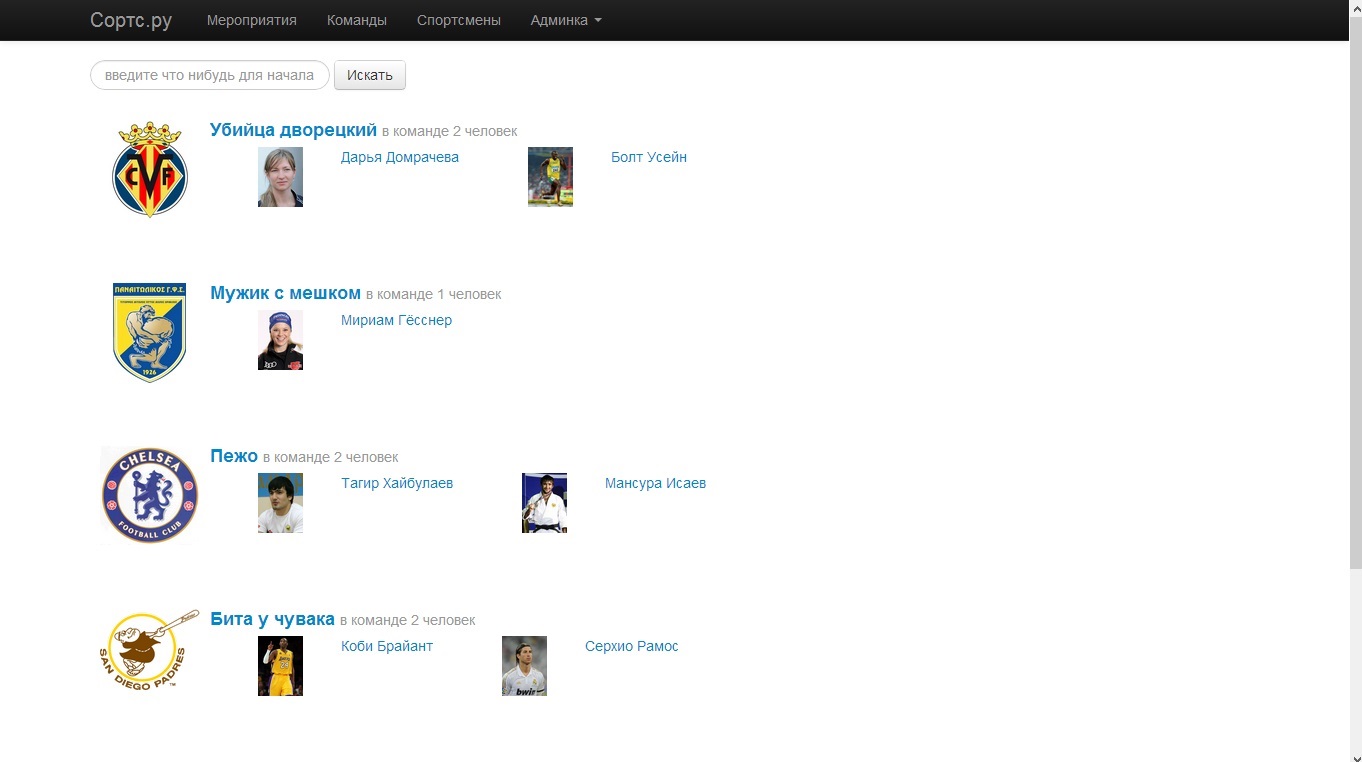 Сортс.ру Мероприятия Команды Спортсмены Админка
введите что нибудь для начала Искать
Убийца дворецкий в команде 2 человек
Дарья Домрачева Болт Усейн
CVF
Мужик с мешком в команде 1 человек
ΠΑΝΑΙΤΩΛΙΚΟΣ Γ.Φ.Σ.
Мириам Гёсснер
1926
Пежо в команде 2 человек
CHELSEA
FOOTBALL CLUB
Тагир Хайбулаев Мансура Исаев
Бита у чувака в команде 2 человек
SAN DIEGO PADRES
Коби Брайант Серхио Рамос
24
bwin